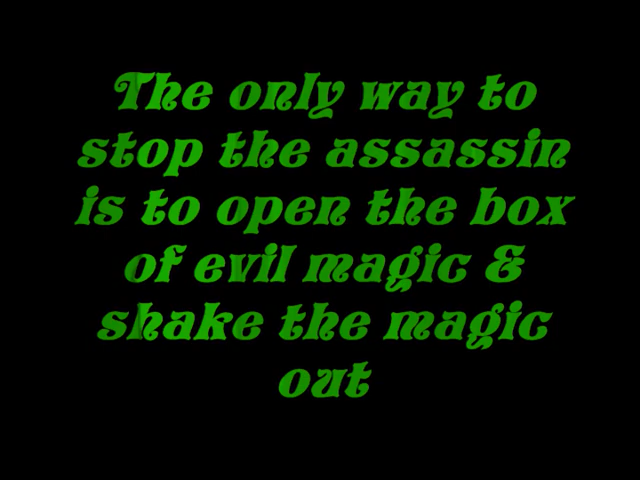 The only way to
stop the assassin
is to open the box
of evil magic &
shake the magic
out